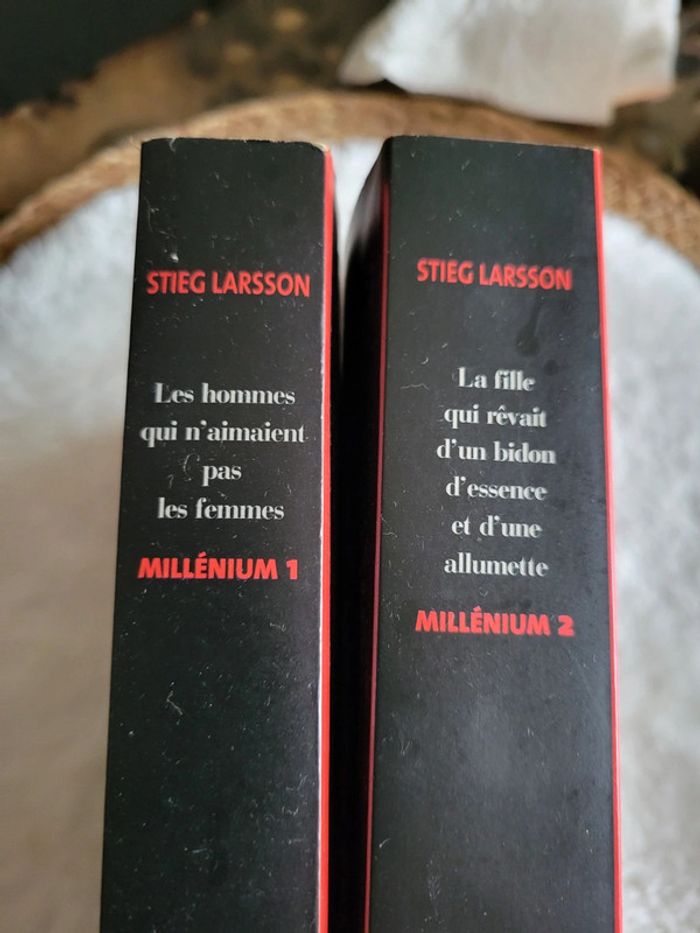 STIEG LARSSON
Les hommes
qui n'aimaient
pas
les femmes
MILLÉNIUM 1
STIEG LARSSON
La fille
qui rêvait
d'un bidon
d'essence
et d'une
allumette
MILLÉNIUM 2